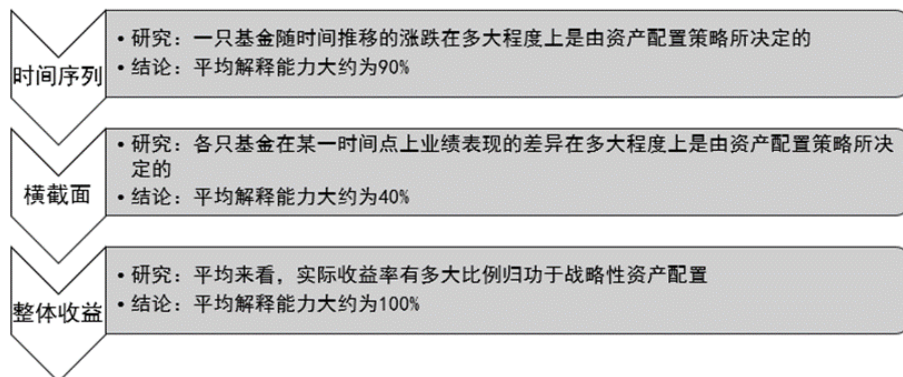 时间序列
• 研究：一只基金随时间推移的涨跌在多大程度上是由资产配置策略所决定的
• 结论：平均解释能力大约为90%
横截面
• 研究：各只基金在某一时间点上业绩表现的差异在多大程度上是由资产配置策略所决
定的
• 结论：平均解释能力大约为40%
整体收益
• 研究：平均来看，实际收益率有多大比例归功于战略性资产配置
• 结论：平均解释能力大约为100%